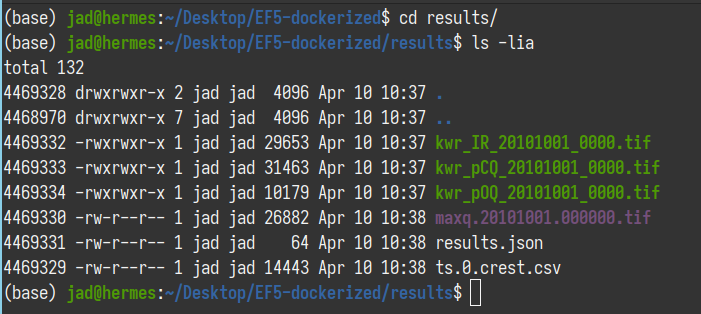 (base) jad@hermes:~/Desktop/EF5-dockerized$ cd results/
(base) jad@hermes:~/Desktop/EF5-dockerized/results$ ls -lia
total 132
4469328 drwxrwxr-x 2 jad jad  4096 Apr 10 10:37 .
4468970 drwxrwxr-x 7 jad jad  4096 Apr 10 10:37 ..
4469332 -rwxrwxr-x 1 jad jad 29653 Apr 10 10:37 kwr_IR_20101001_0000.tif
4469333 -rwxrwxr-x 1 jad jad 31463 Apr 10 10:37 kwr_pCQ_20101001_0000.tif
4469334 -rwxrwxr-x 1 jad jad 10179 Apr 10 10:37 kwr_pOQ_20101001_0000.tif
4469330 -rw-r--r-- 1 jad jad 26882 Apr 10 10:38 maxq.20101001.000000.tif
4469331 -rw-r--r-- 1 jad jad    64 Apr 10 10:38 results.json
4469329 -rw-r--r-- 1 jad jad 14443 Apr 10 10:38 ts.0.crest.csv
(base) jad@hermes:~/Desktop/EF5-dockerized/results$